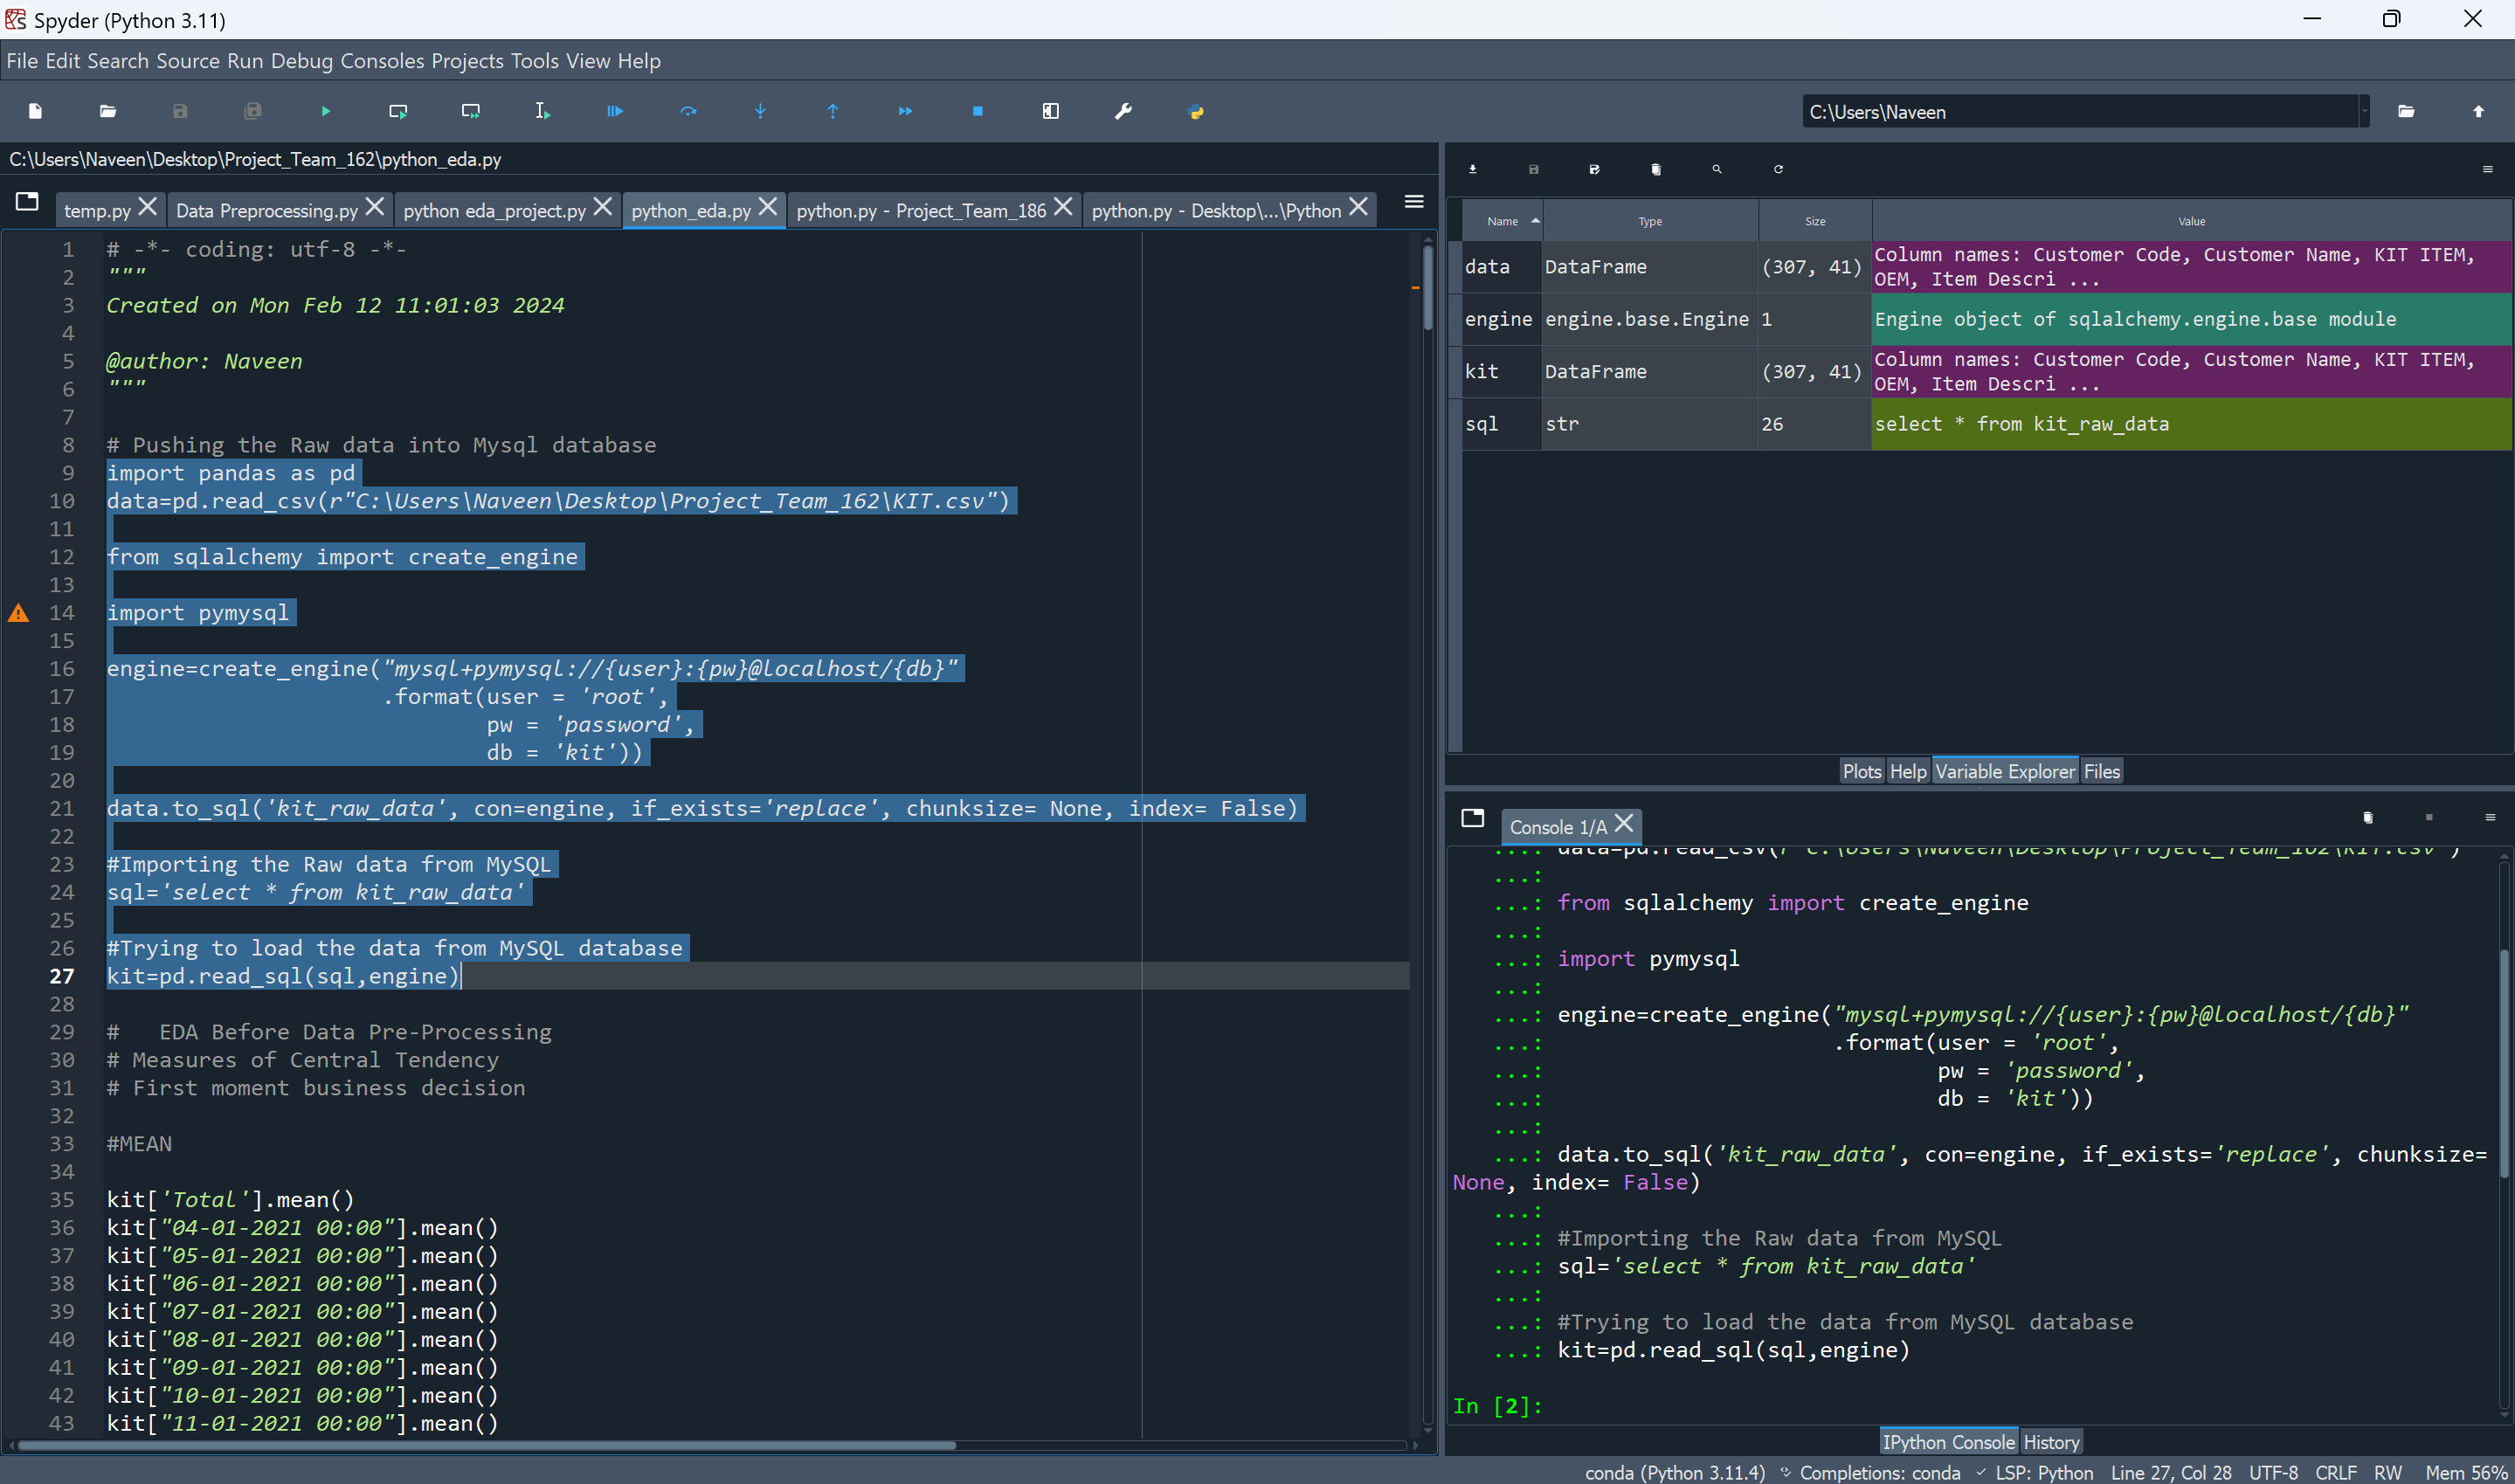 Spyder (Python 3.11)
File Edit Search Source Run Debug Consoles Projects Tools View Help
C:\Users\Naveen
C:\Users\Naveen\Desktop\Project_Team_162\python_eda.py
temp.py Data Preprocessing.py python eda_project.py python_eda.py python.py - Project_Team_186 python.py - Desktop\...\Python
1 # -*- coding: utf-8 -*-
2 """
3 Created on Mon Feb 12 11:01:03 2024
4
5 @author: Naveen
6 """
7
8 # Pushing the Raw data into Mysql database
9 import pandas as pd
10 data=pd.read_csv(r"C:\Users\Naveen\Desktop\Project_Team_162\KIT.csv")
11
12 from sqlalchemy import create_engine
13
14 import pymysql
15
16 engine=create_engine("mysql+pymysql://{user}:{pw}@localhost/{db}"
17 .format(user = 'root',
18 pw = 'password',
19 db = 'kit'))
20
21 data.to_sql('kit_raw_data', con=engine, if_exists='replace', chunksize= None, index= False)
22
23 #Importing the Raw data from MySQL
24 sql='select * from kit_raw_data'
25
26 #Trying to load the data from MySQL database
27 kit=pd.read_sql(sql,engine)
28
29 #   EDA Before Data Pre-Processing
30 # Measures of Central Tendency
31 # First moment business decision
32
33 #MEAN
34
35 kit['Total'].mean()
36 kit["04-01-2021 00:00"].mean()
37 kit["05-01-2021 00:00"].mean()
38 kit["06-01-2021 00:00"].mean()
39 kit["07-01-2021 00:00"].mean()
40 kit["08-01-2021 00:00"].mean()
41 kit["09-01-2021 00:00"].mean()
42 kit["10-01-2021 00:00"].mean()
43 kit["11-01-2021 00:00"].mean()
Name Type Size Value
data DataFrame (307, 41) Column names: Customer Code, Customer Name, KIT ITEM,
OEM, Item Descri ...
engine engine.base.Engine 1 Engine object of sqlalchemy.engine.base module
kit DataFrame (307, 41) Column names: Customer Code, Customer Name, KIT ITEM,
OEM, Item Descri ...
sql str 26 select * from kit_raw_data
Plots Help Variable Explorer Files
Console 1/A
...: data=pd.read_csv(r"C:\Users\Naveen\Desktop\Project_Team_162\KIT.csv")
...:
...: from sqlalchemy import create_engine
...:
...: import pymysql
...:
...: engine=create_engine("mysql+pymysql://{user}:{pw}@localhost/{db}"
...: .format(user = 'root',
...: pw = 'password',
...: db = 'kit'))
...:
...: data.to_sql('kit_raw_data', con=engine, if_exists='replace', chunksize=
None, index= False)
...:
...: #Importing the Raw data from MySQL
...: sql='select * from kit_raw_data'
...:
...: #Trying to load the data from MySQL database
...: kit=pd.read_sql(sql,engine)
In [2]:
IPython Console History
conda (Python 3.11.4) Completions: conda LSP: Python Line 27, Col 28 UTF-8 CRLF RW Mem 56%